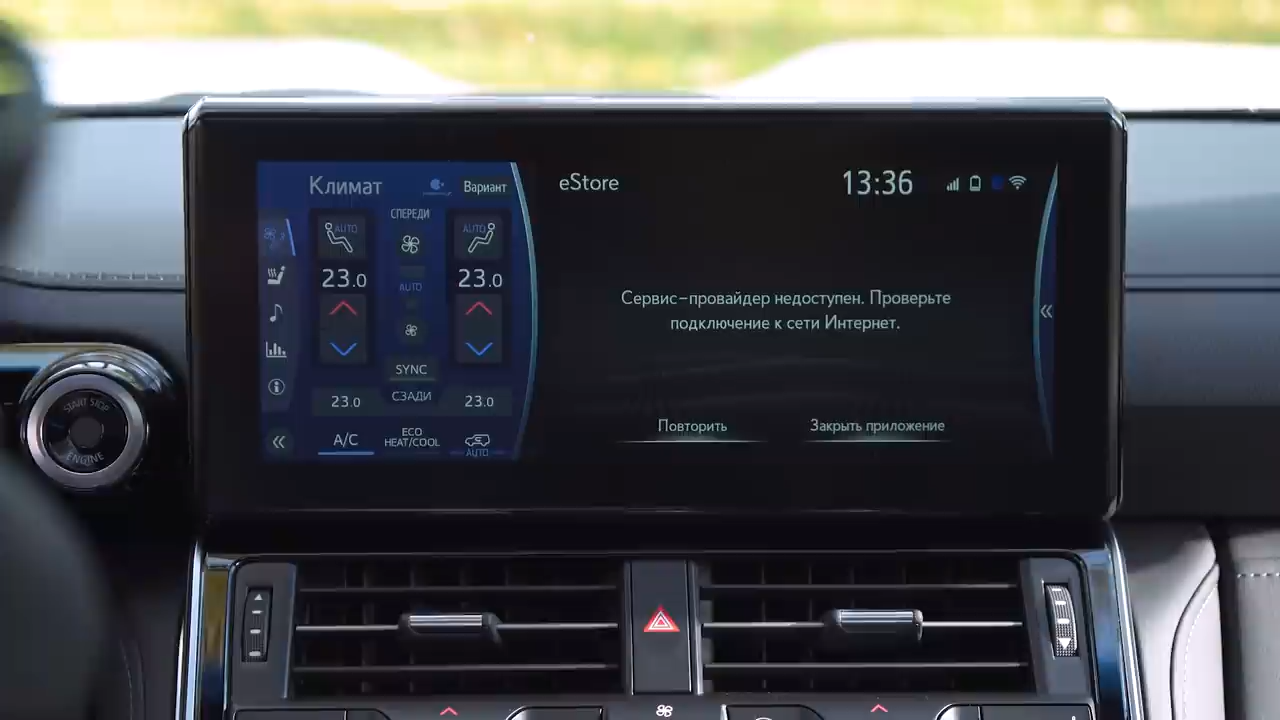 Климат
Вариант
eStore
13:36
СПЕРЕДИ
AUTO
AUTO
23.0
23.0
AUTO
SYNC
СЗАДИ
23.0
23.0
A/C
ECO
HEAT/COOL
AUTO
Сервис-провайдер недоступен. Проверьте
подключение к сети Интернет.
Повторить
Закрыть приложение
START STOP
ENGINE